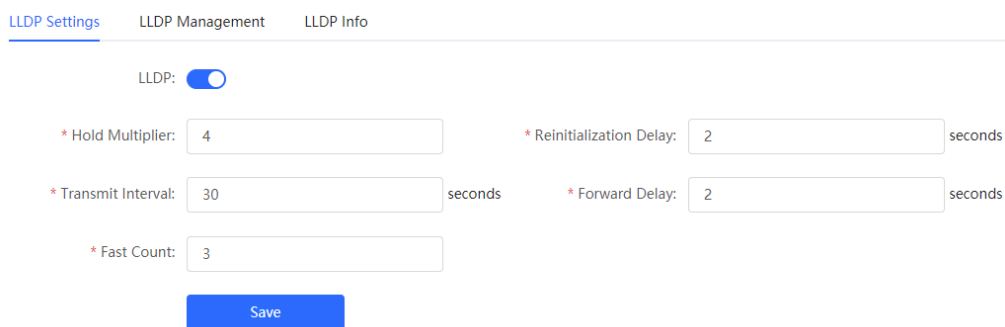 LLDP Settings LLDP Management LLDP Info
LLDP:
* Hold Multiplier: 4 * Reinitialization Delay: 2 seconds
* Transmit Interval: 30 seconds * Forward Delay: 2 seconds
* Fast Count: 3
Save